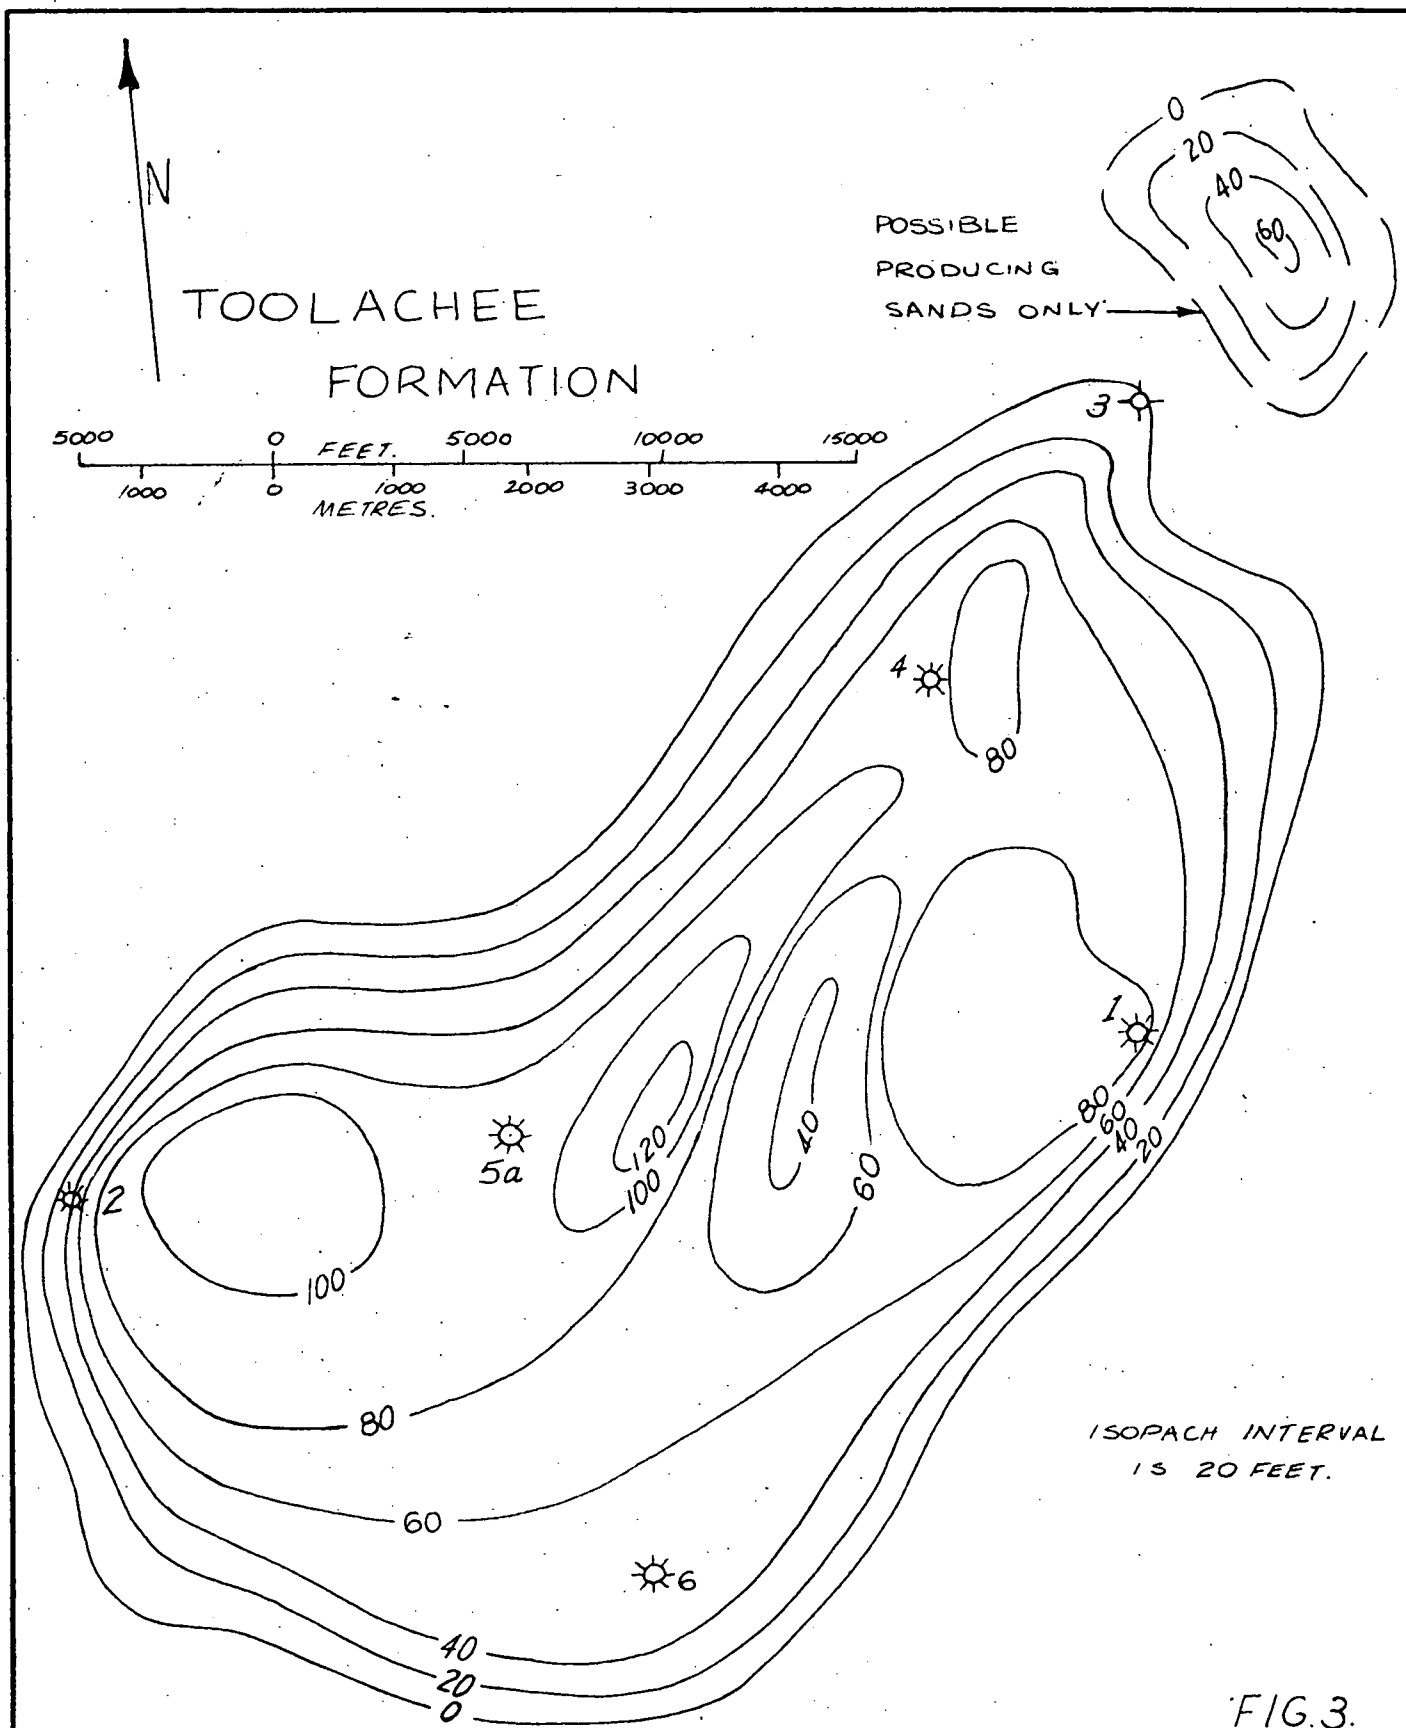 N
TOOLACHEE
FORMATION
5000 0 5000 10000 15000
FEET.
1000 0 1000 2000 3000 4000
METRES.
POSSIBLE
PRODUCING
SANDS ONLY
0
20
40
60
3
4
80
1
80
60
40
20
120
100
40
60
5a
2
100
80
60
6
40
20
0
ISOPACH INTERVAL
IS 20 FEET.
FIG.3.